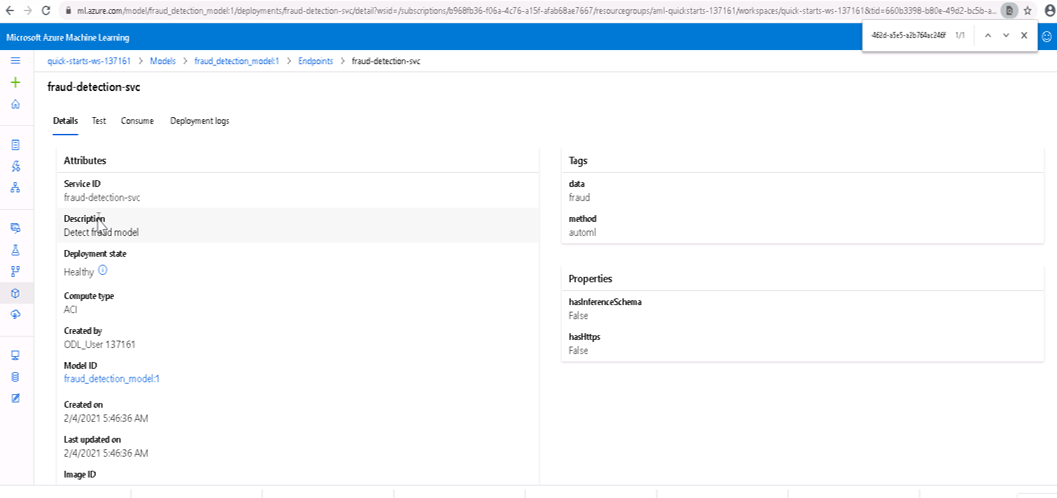 ml.azure.com/model/fraud_detection_model:1/deployments/fraud-detection-svc/detail?wsid=/subscriptions/b968fb36-f06a-4c76-a15f-afab68ae7667/resourcegroups/aml-quickstarts-137161/workspaces/quick-starts-ws-137161&tid=660b3398-b80e-49d2-bc5b-a...
-462d-a5e5-a2b764ac246f 1/1
Microsoft Azure Machine Learning
quick-starts-ws-137161 > Models > fraud_detection_model:1 > Endpoints > fraud-detection-svc
fraud-detection-svc
Details Test Consume Deployment logs
Attributes
Service ID
fraud-detection-svc
Description
Detect fraud model
Deployment state
Healthy
Compute type
ACI
Created by
ODL_User 137161
Model ID
fraud_detection_model:1
Created on
2/4/2021 5:46:36 AM
Last updated on
2/4/2021 5:46:36 AM
Image ID
Tags
data
fraud
method
automl
Properties
hasInferenceSchema
False
hasHttps
False